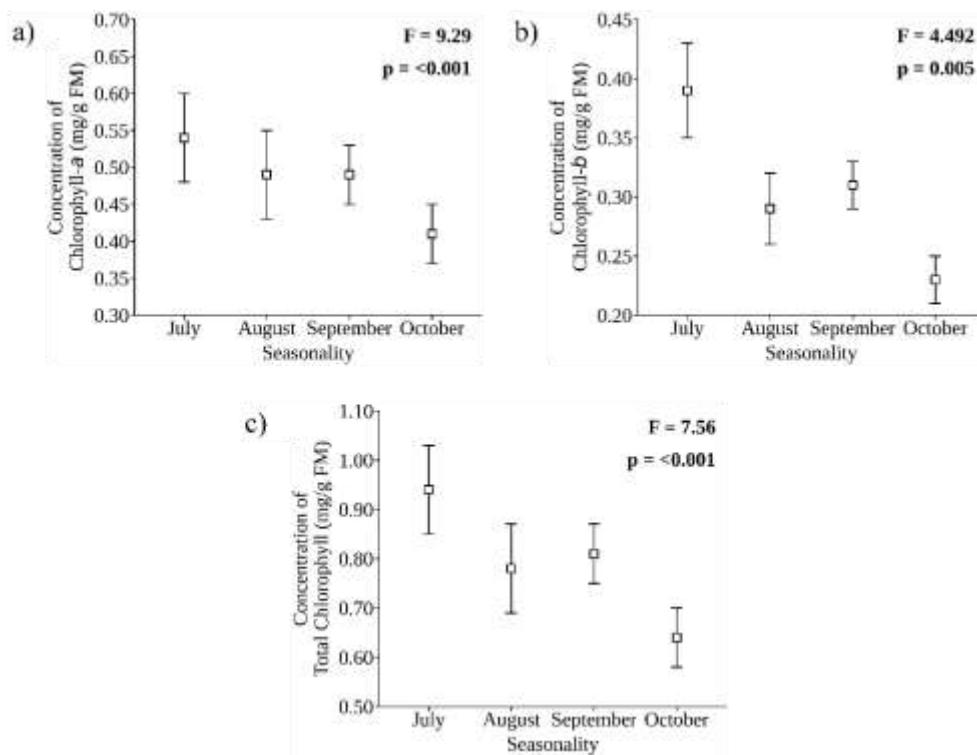 a)
F = 9.29
p = <0.001
Concentration of
Chlorophyll-a (mg/g FM)
0.70
0.65
0.60
0.55
0.50
0.45
0.40
0.35
0.30
July August September October
Seasonality
b)
F = 4.492
p = 0.005
Concentration of
Chlorophyll-b (mg/g FM)
0.40
0.35
0.30
0.25
0.20
July August September October
Seasonality
c)
F = 7.56
p = <0.001
Concentration of
Total Chlorophyll (mg/g FM)
1.10
1.00
0.90
0.80
0.70
0.60
0.50
July August September October
Seasonality